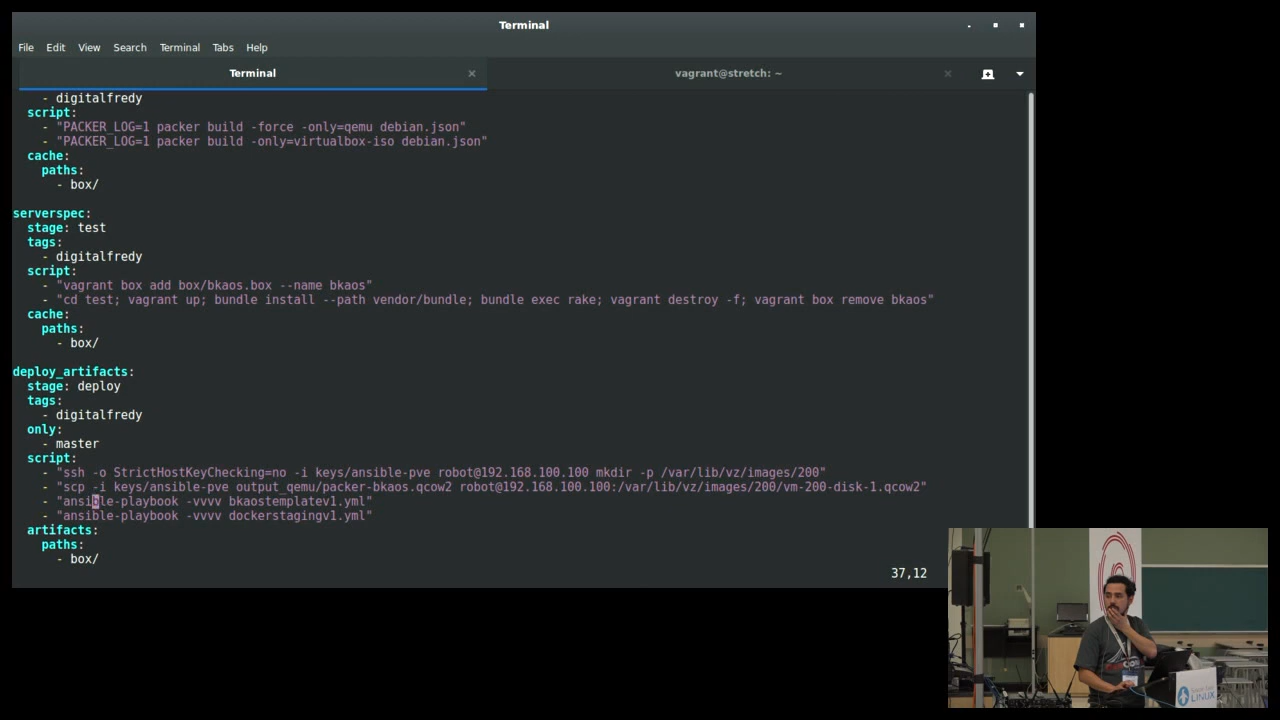 Terminal
File Edit View Search Terminal Tabs Help
Terminal
vagrant@stretch: ~
- digitalfredy
script:
- "PACKER_LOG=1 packer build -force -only=qemu debian.json"
- "PACKER_LOG=1 packer build -only=virtualbox-iso debian.json"
cache:
paths:
- box/
serverspec:
stage: test
tags:
- digitalfredy
script:
- "vagrant box add box/bkaos.box --name bkaos"
- "cd test; vagrant up; bundle install --path vendor/bundle; bundle exec rake; vagrant destroy -f; vagrant box remove bkaos"
cache:
paths:
- box/
deploy_artifacts:
stage: deploy
tags:
- digitalfredy
only:
- master
script:
- "ssh -o StrictHostKeyChecking=no -i keys/ansible-pve robot@192.168.100.100 mkdir -p /var/lib/vz/images/200"
- "scp -i keys/ansible-pve output_qemu/packer-bkaos.qcow2 robot@192.168.100.100:/var/lib/vz/images/200/vm-200-disk-1.qcow2"
- "ansible-playbook -vvvv bkaostemplatev1.yml"
- "ansible-playbook -vvvv dockerstagingv1.yml"
artifacts:
paths:
- box/
37,12
LINUX